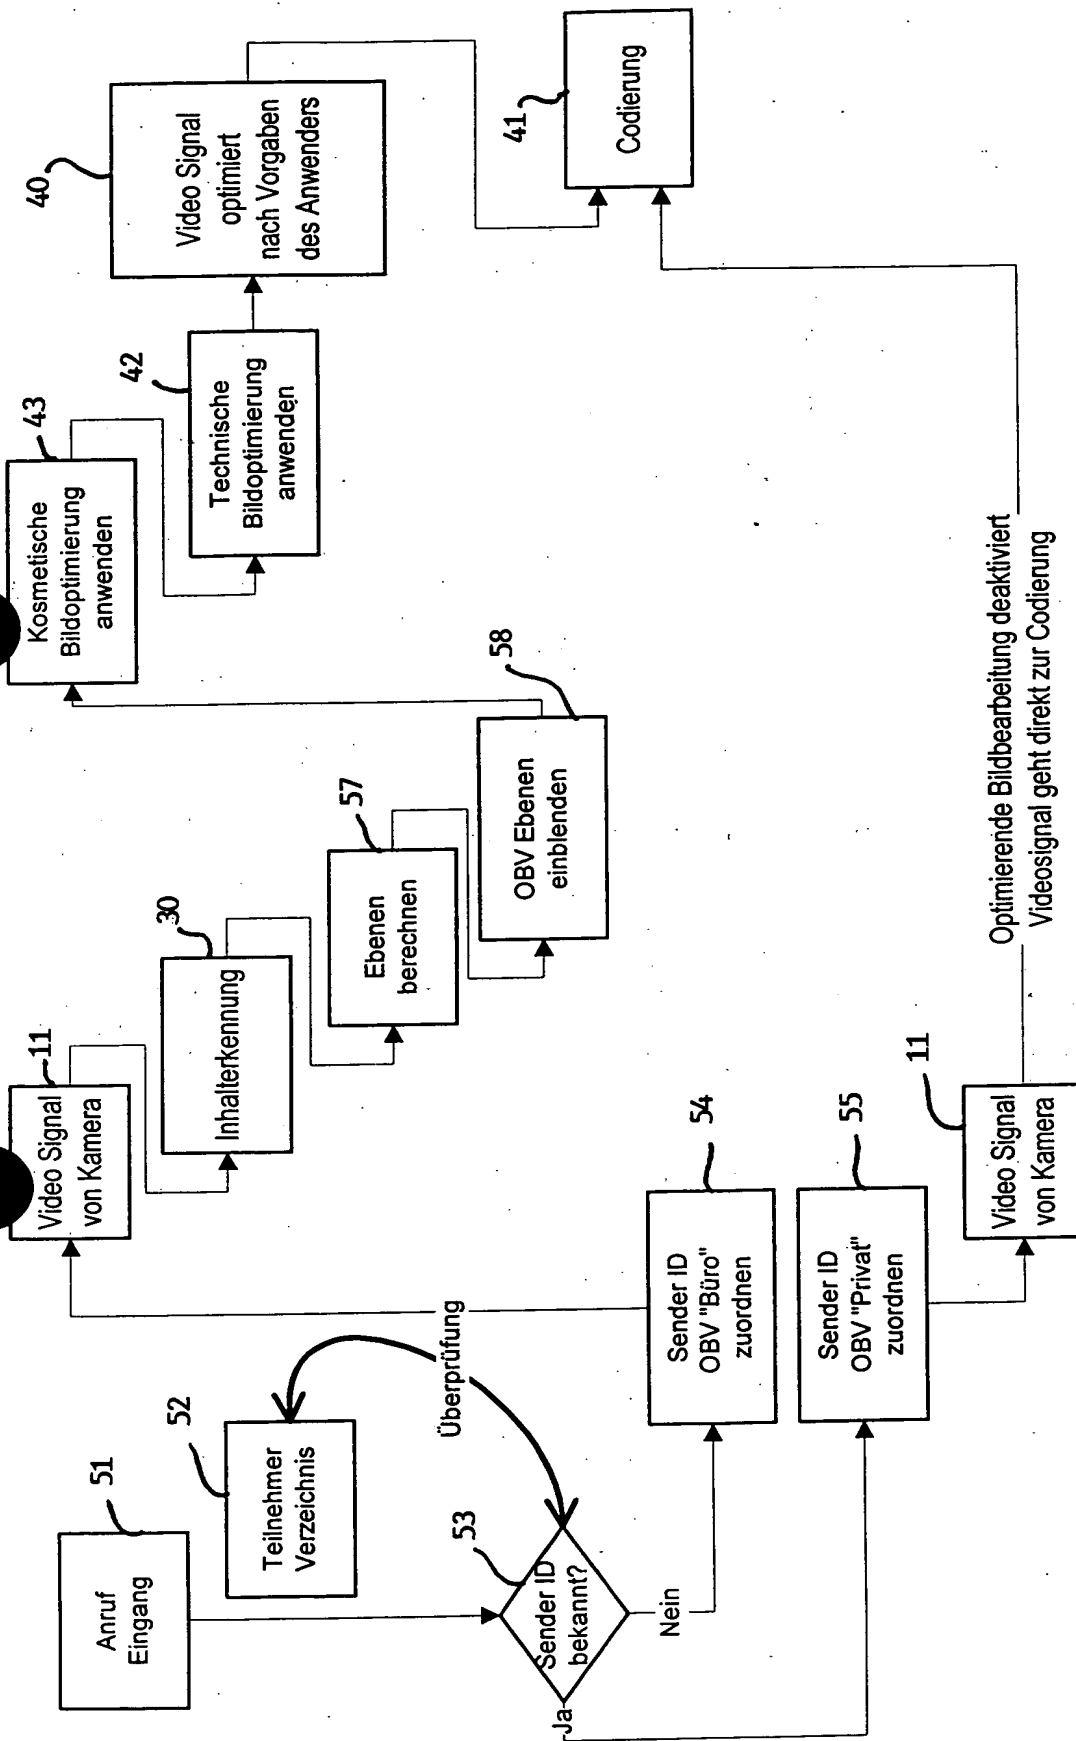 51
Anruf
Eingang
52
Teilnehmer
Verzeichnis
Überprüfung
53
Sender ID
bekannt?
Nein
Ja
54
Sender ID
OBV "Büro"
zuordnen
55
Sender ID
OBV "Privat"
zuordnen
11
Video Signal
von Kamera
30
Inhalterkennung
57
Ebenen
berechnen
58
OBV Ebenen
einblenden
43
Kosmetische
Bildoptimierung
anwenden
42
Technische
Bildoptimierung
anwenden
40
Video Signal
optimiert
nach Vorgaben
des Anwenders
41
Codierung
11
Video Signal
von Kamera
Optimierende Bildbearbeitung deaktiviert
Videosignal geht direkt zur Codierung